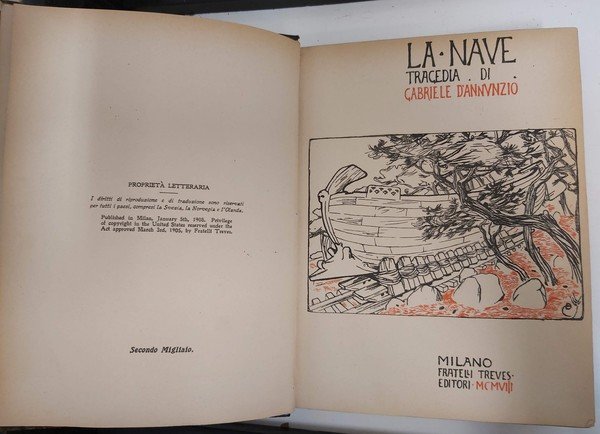 PROPRIETÀ LETTERARIA
I diritti di riproduzione e di traduzione sono riservati
per tutti i paesi, compresi la Svezia, la Norvegia e l'Olanda.
Published in Milan, January 5th, 1908. Privilege
of copyright in the United States reserved under the
Act approved March 3rd, 1905, by Fratelli Treves.
Secondo Migliaio.
LA · NAVE
TRAGEDIA . DI .
GABRIELE D'ANNVNZIO
MILANO
FRATELLI TREVES ·
EDITORI · MCMVIII